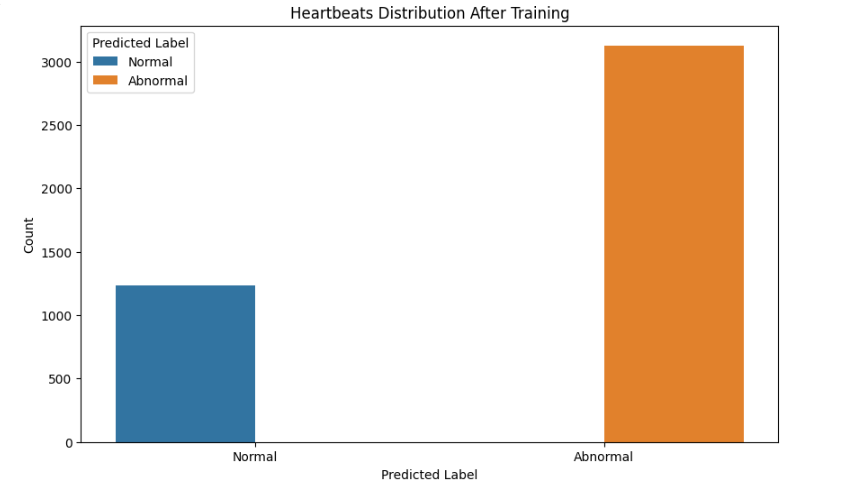 Heartbeats Distribution After Training
Predicted Label
Normal
Abnormal
3000
2500
2000
1500
1000
500
0
Count
Normal Abnormal
Predicted Label